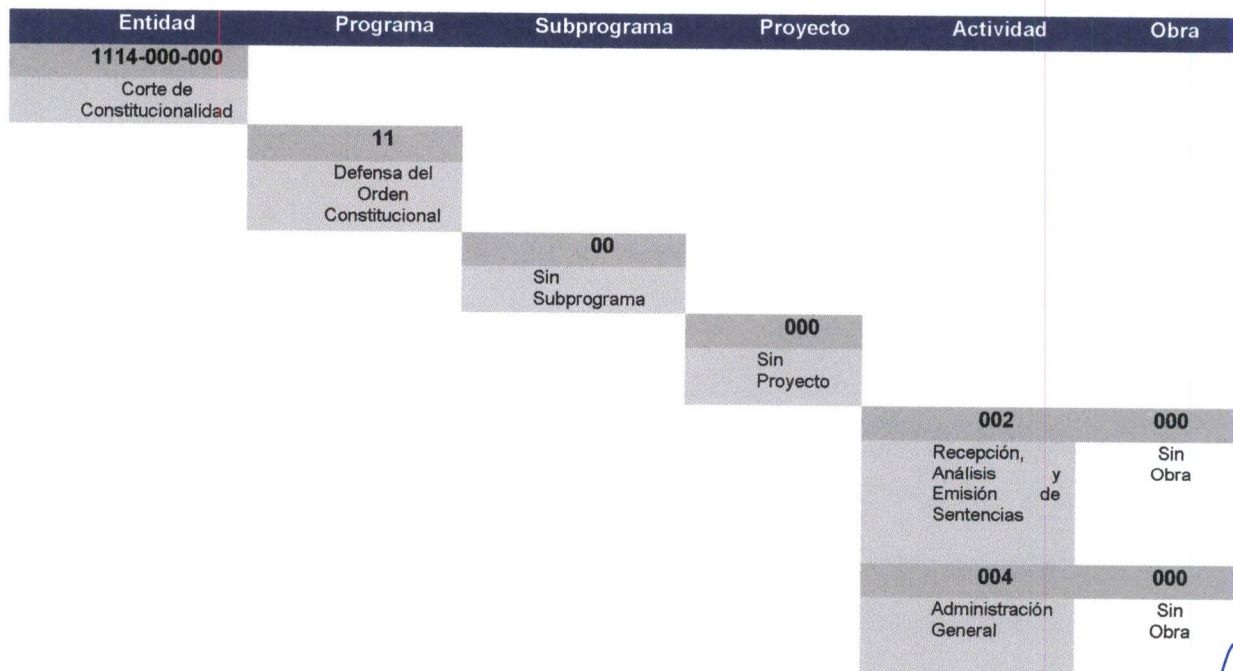 Entidad Programa Subprograma Proyecto Actividad Obra
1114-000-000
Corte de
Constitucionalidad
11
Defensa del
Orden
Constitucional
00
Sin
Subprograma
000
Sin
Proyecto
002 000
Recepción, Sin
Análisis y Obra
Emisión de
Sentencias
004 000
Administración Sin
General Obra